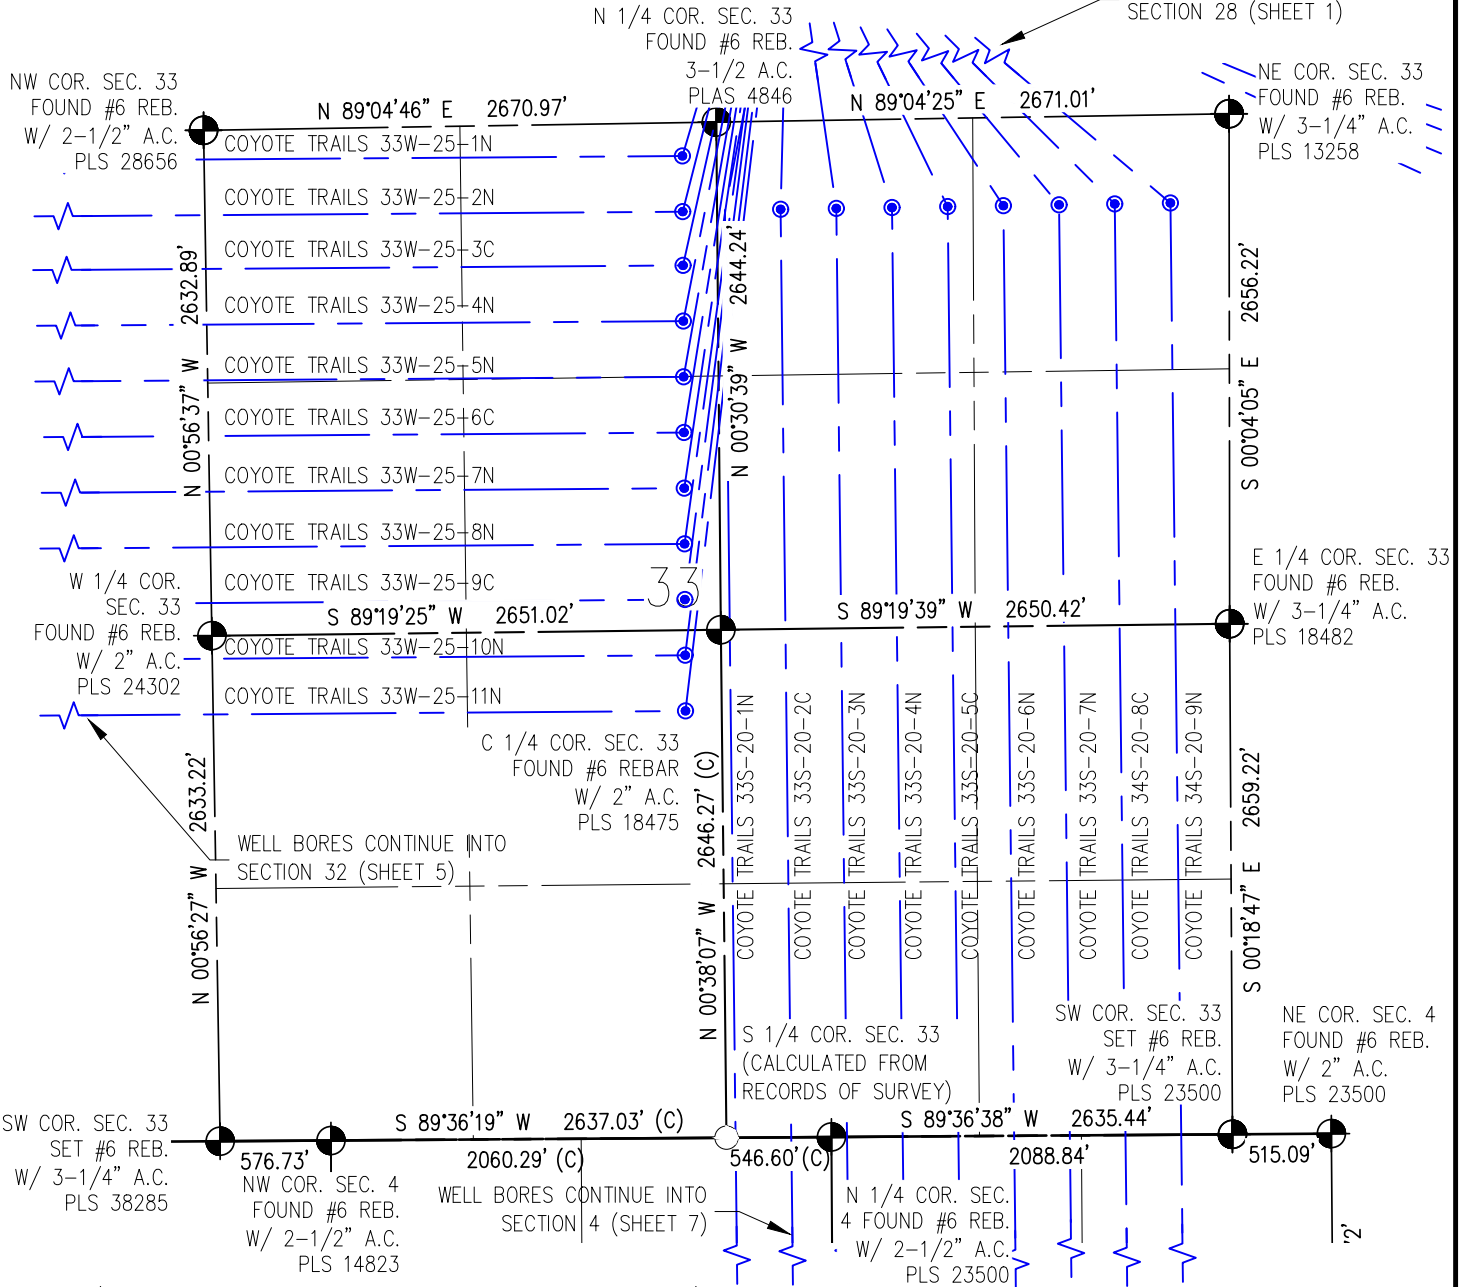 SECTION 28 (SHEET 1)
N 1/4 COR. SEC. 33
FOUND #6 REB.
3-1/2 A.C.
PLAS 4846
NW COR. SEC. 33
FOUND #6 REB.
W/ 2-1/2" A.C.
PLS 28656
NE COR. SEC. 33
FOUND #6 REB.
W/ 3-1/4" A.C.
PLS 13258
N 89°04'46" E 2670.97'
N 89°04'25" E 2671.01'
COYOTE TRAILS 33W-25-1N
COYOTE TRAILS 33W-25-2N
COYOTE TRAILS 33W-25-3C
COYOTE TRAILS 33W-25-4N
COYOTE TRAILS 33W-25-5N
COYOTE TRAILS 33W-25-6C
COYOTE TRAILS 33W-25-7N
COYOTE TRAILS 33W-25-8N
COYOTE TRAILS 33W-25-9C
COYOTE TRAILS 33W-25-10N
COYOTE TRAILS 33W-25-11N
N 00°56'37" W 2632.89'
N 00°30'39" W 2644.24'
S 00°04'05" E 2656.22'
33
W 1/4 COR.
SEC. 33
FOUND #6 REB.
W/ 2" A.C.
PLS 24302
S 89°19'25" W 2651.02'
S 89°19'39" W 2650.42'
E 1/4 COR. SEC. 33
FOUND #6 REB.
W/ 3-1/4" A.C.
PLS 18482
C 1/4 COR. SEC. 33
FOUND #6 REBAR
W/ 2" A.C.
PLS 18475
COYOTE TRAILS 33S-20-1N
COYOTE TRAILS 33S-20-2C
COYOTE TRAILS 33S-20-3N
COYOTE TRAILS 33S-20-4N
COYOTE TRAILS 33S-20-5C
COYOTE TRAILS 33S-20-6N
COYOTE TRAILS 33S-20-7N
COYOTE TRAILS 34S-20-8C
COYOTE TRAILS 34S-20-9N
WELL BORES CONTINUE INTO
SECTION 32 (SHEET 5)
N 00°56'27" W 2633.22'
N 00°38'07" W 2646.27' (C)
S 00°18'47" E 2659.22'
S 1/4 COR. SEC. 33
(CALCULATED FROM
RECORDS OF SURVEY)
SW COR. SEC. 33
SET #6 REB.
W/ 3-1/4" A.C.
PLS 23500
NE COR. SEC. 4
FOUND #6 REB.
W/ 2" A.C.
PLS 23500
SW COR. SEC. 33
SET #6 REB.
W/ 3-1/4" A.C.
PLS 38285
S 89°36'19" W 2637.03' (C)
S 89°36'38" W 2635.44'
576.73'
2060.29' (C)
546.60'(C)
2088.84'
515.09'
NW COR. SEC. 4
FOUND #6 REB.
W/ 2-1/2" A.C.
PLS 14823
WELL BORES CONTINUE INTO
SECTION 4 (SHEET 7)
N 1/4 COR. SEC.
4 FOUND #6 REB.
W/ 2-1/2" A.C.
PLS 23500